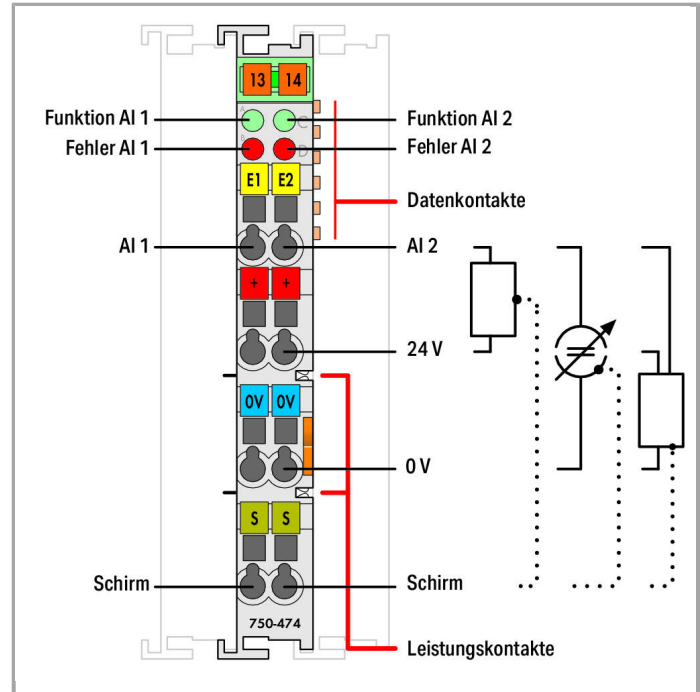 13 14
A C
Funktion AI 1 Funktion AI 2
B D
Fehler AI 1 Fehler AI 2
E1 E2
Datenkontakte
AI 1 AI 2
+ +
24 V
0V 0V
0 V
S S
Schirm Schirm
750-474
Leistungskontakte